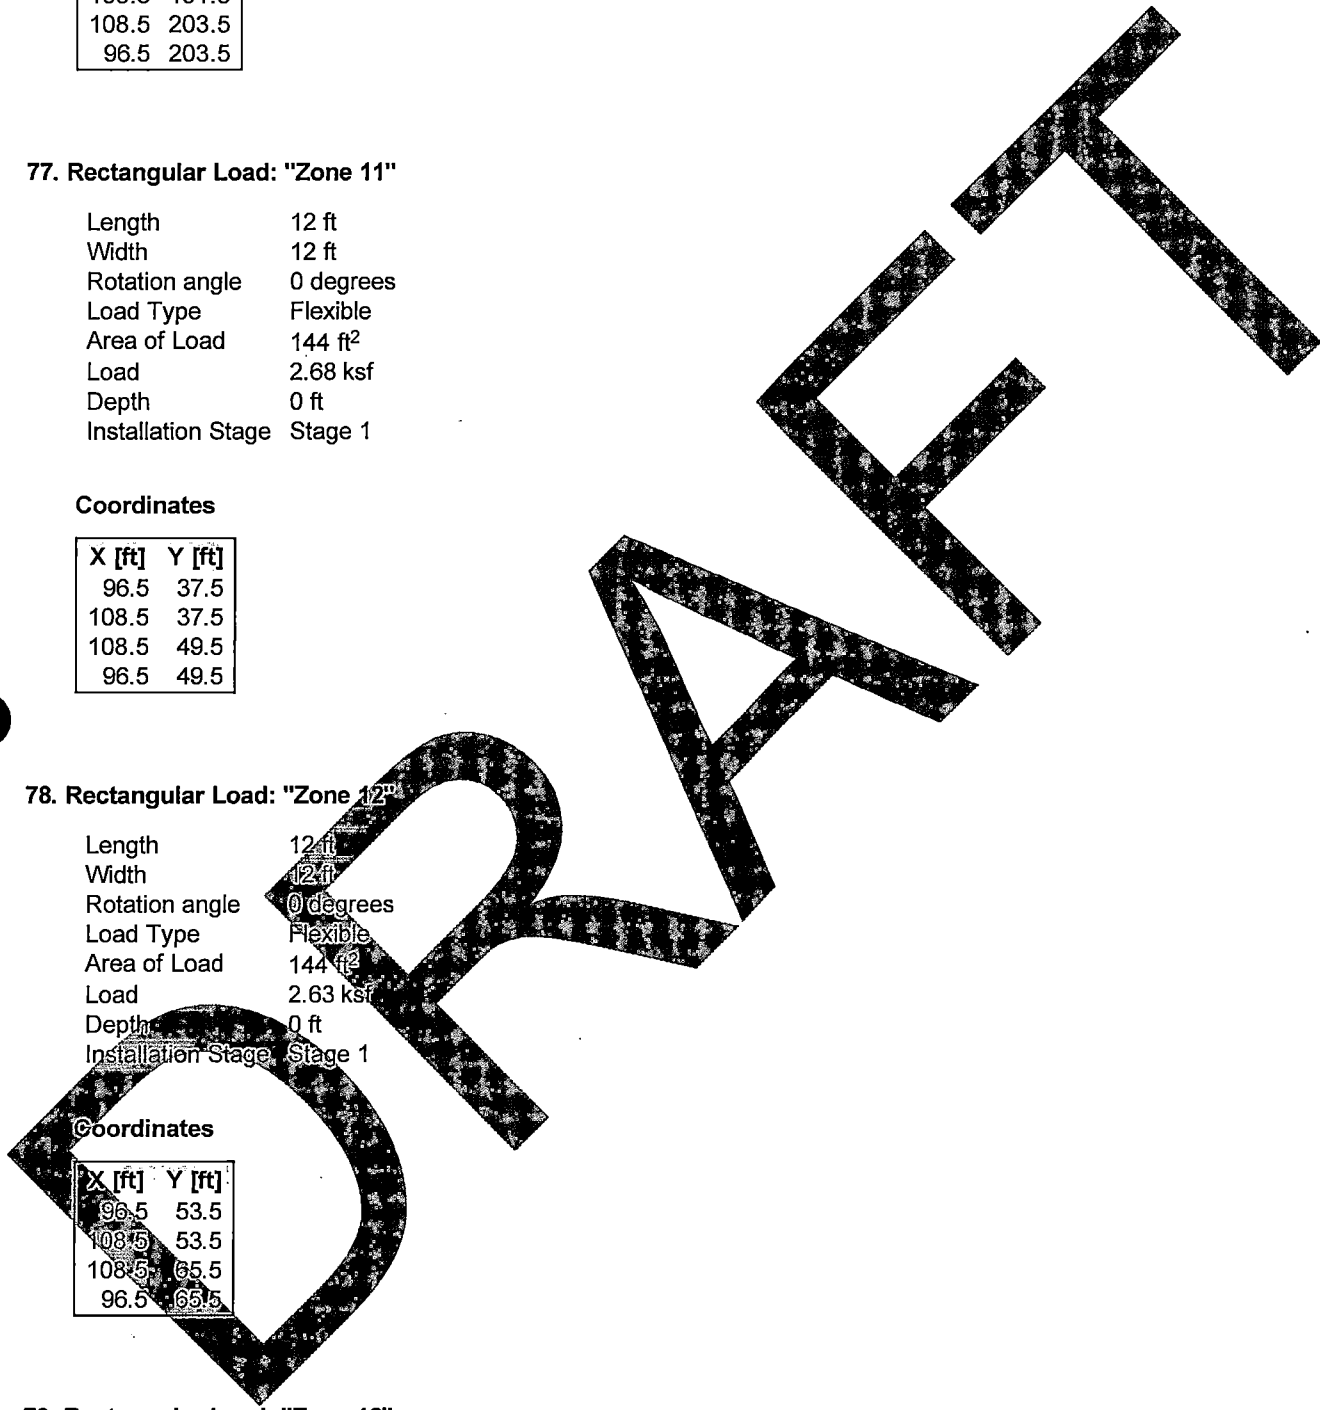 108.5 203.5
96.5 203.5
77. Rectangular Load: "Zone 11"
Length 12 ft
Width 12 ft
Rotation angle 0 degrees
Load Type Flexible
Area of Load 144 ft²
Load 2.68 ksf
Depth 0 ft
Installation Stage Stage 1
Coordinates
X [ft] Y [ft]
96.5 37.5
108.5 37.5
108.5 49.5
96.5 49.5
78. Rectangular Load: "Zone 12"
Length 12 ft
Width 12 ft
Rotation angle 0 degrees
Load Type Flexible
Area of Load 144 ft²
Load 2.63 ksf
Depth 0 ft
Installation Stage Stage 1
Coordinates
X [ft] Y [ft]
96.5 53.5
108.5 53.5
108.5 65.5
96.5 65.5
DRAFT